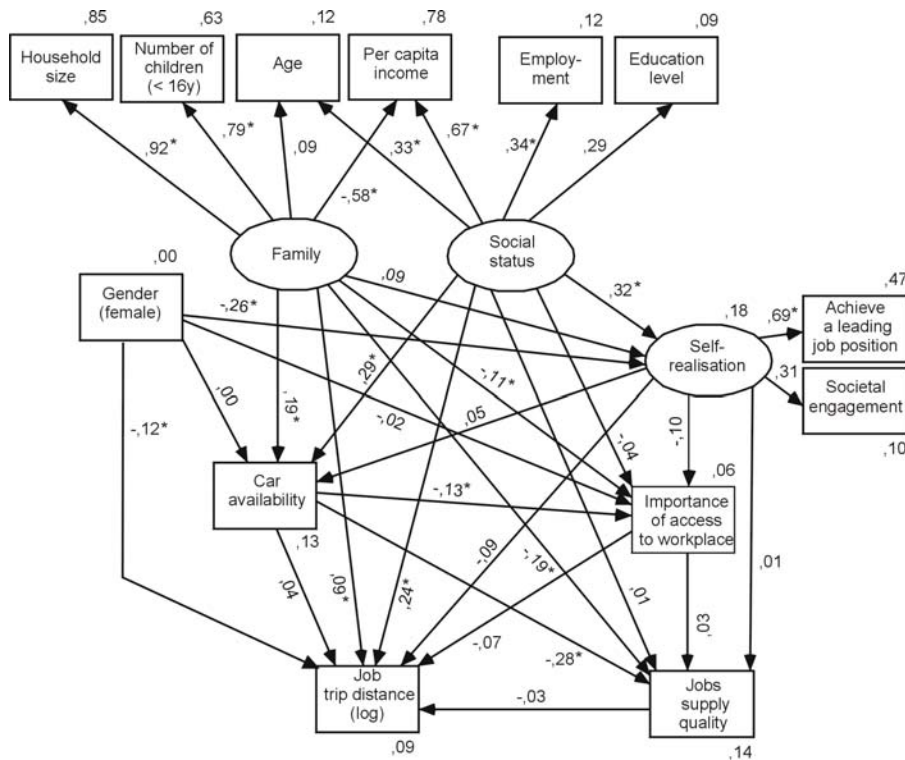 ,85
,63
,12
,78
,12
,09
Household
size
Number of
children
(< 16y)
Age
Per capita
income
Employ-
ment
Education
level
,92*
,79*
,09
-,58*
,33*
,67*
,34*
,29
Family
Social
status
,00
Gender
(female)
-,26*
,09
,32*
,18
,69*
,47
Achieve
a leading
job position
Self-
realisation
,31
Societal
engagement
,10
-,12*
,00
,19*
,29*
-,02
-,11*
,05
-,04
-,10
Car
availability
,13
-,13*
,06
Importance
of access
to workplace
,04
,09*
,24*
-,09
-,19*
,01
,03
,01
-,07
-,28*
Job
trip distance
(log)
,09
-,03
Jobs
supply
quality
,14